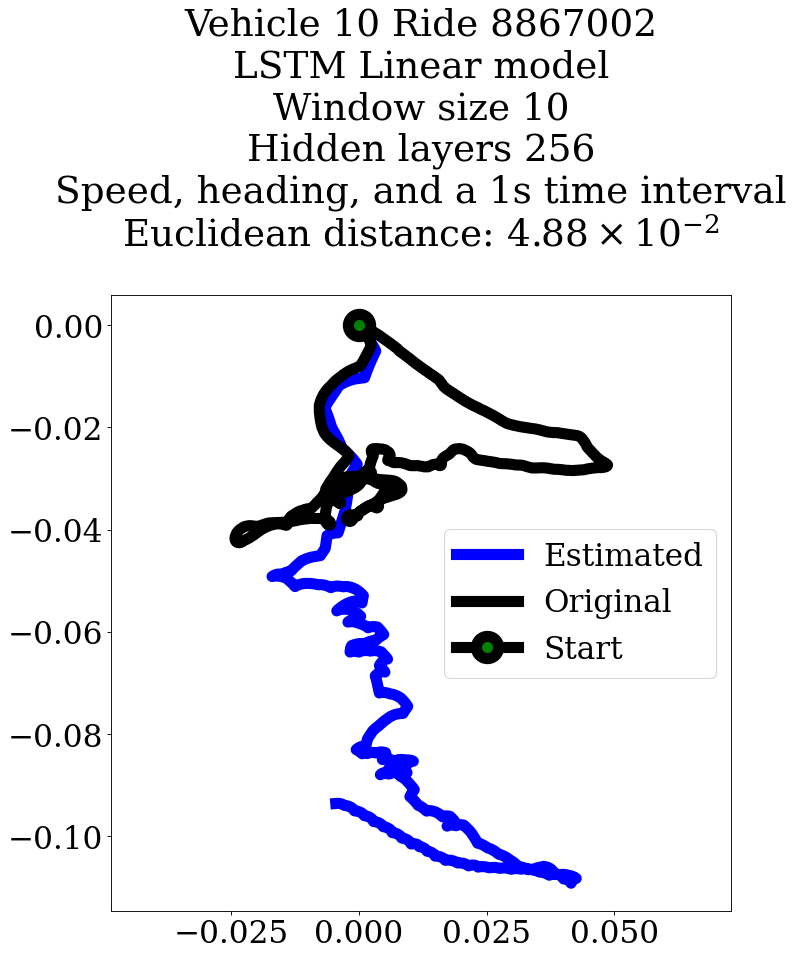 Vehicle 10 Ride 8867002
LSTM Linear model
Window size 10
Hidden layers 256
Speed, heading, and a 1s time interval
Euclidean distance: 4.88 × 10⁻²
0.00
−0.02
−0.04
−0.06
−0.08
−0.10
Estimated
Original
Start
−0.025 0.000 0.025 0.050